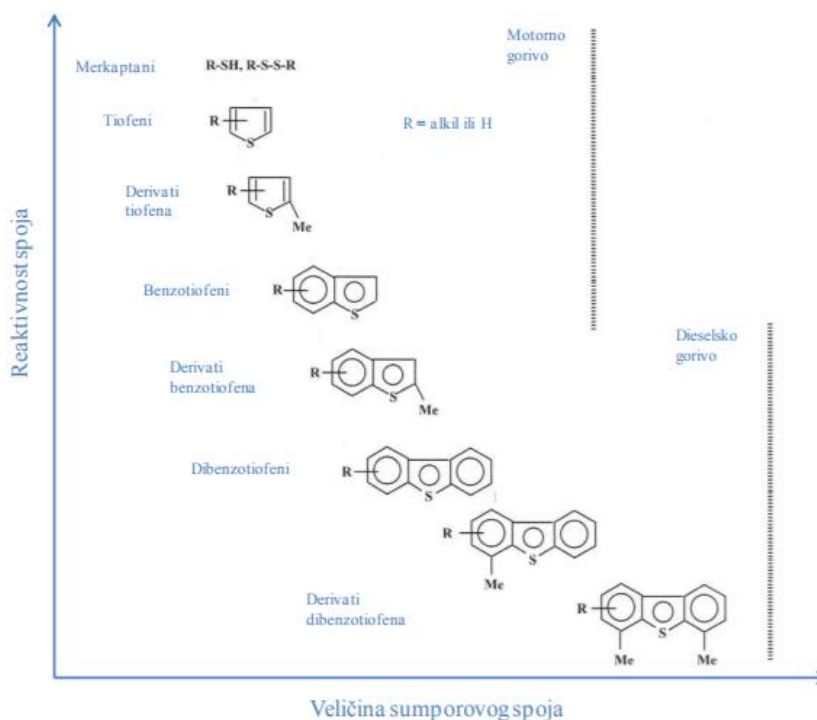 Motorno
gorivo
Merkaptani
R-SH, R-S-S-R
Tiofeni
R
S
R = alkil ili H
Derivati
tiofena
R
S
Me
Benzotiofeni
R
S
Dieselsko
gorivo
Derivati
benzotiofena
R
S
Me
Dibenzotiofeni
R
S
R
S
Me
Derivati
dibenzotiofena
R
S
Me
Me
Reaktivnost spoja
Veličina sumporovog spoja